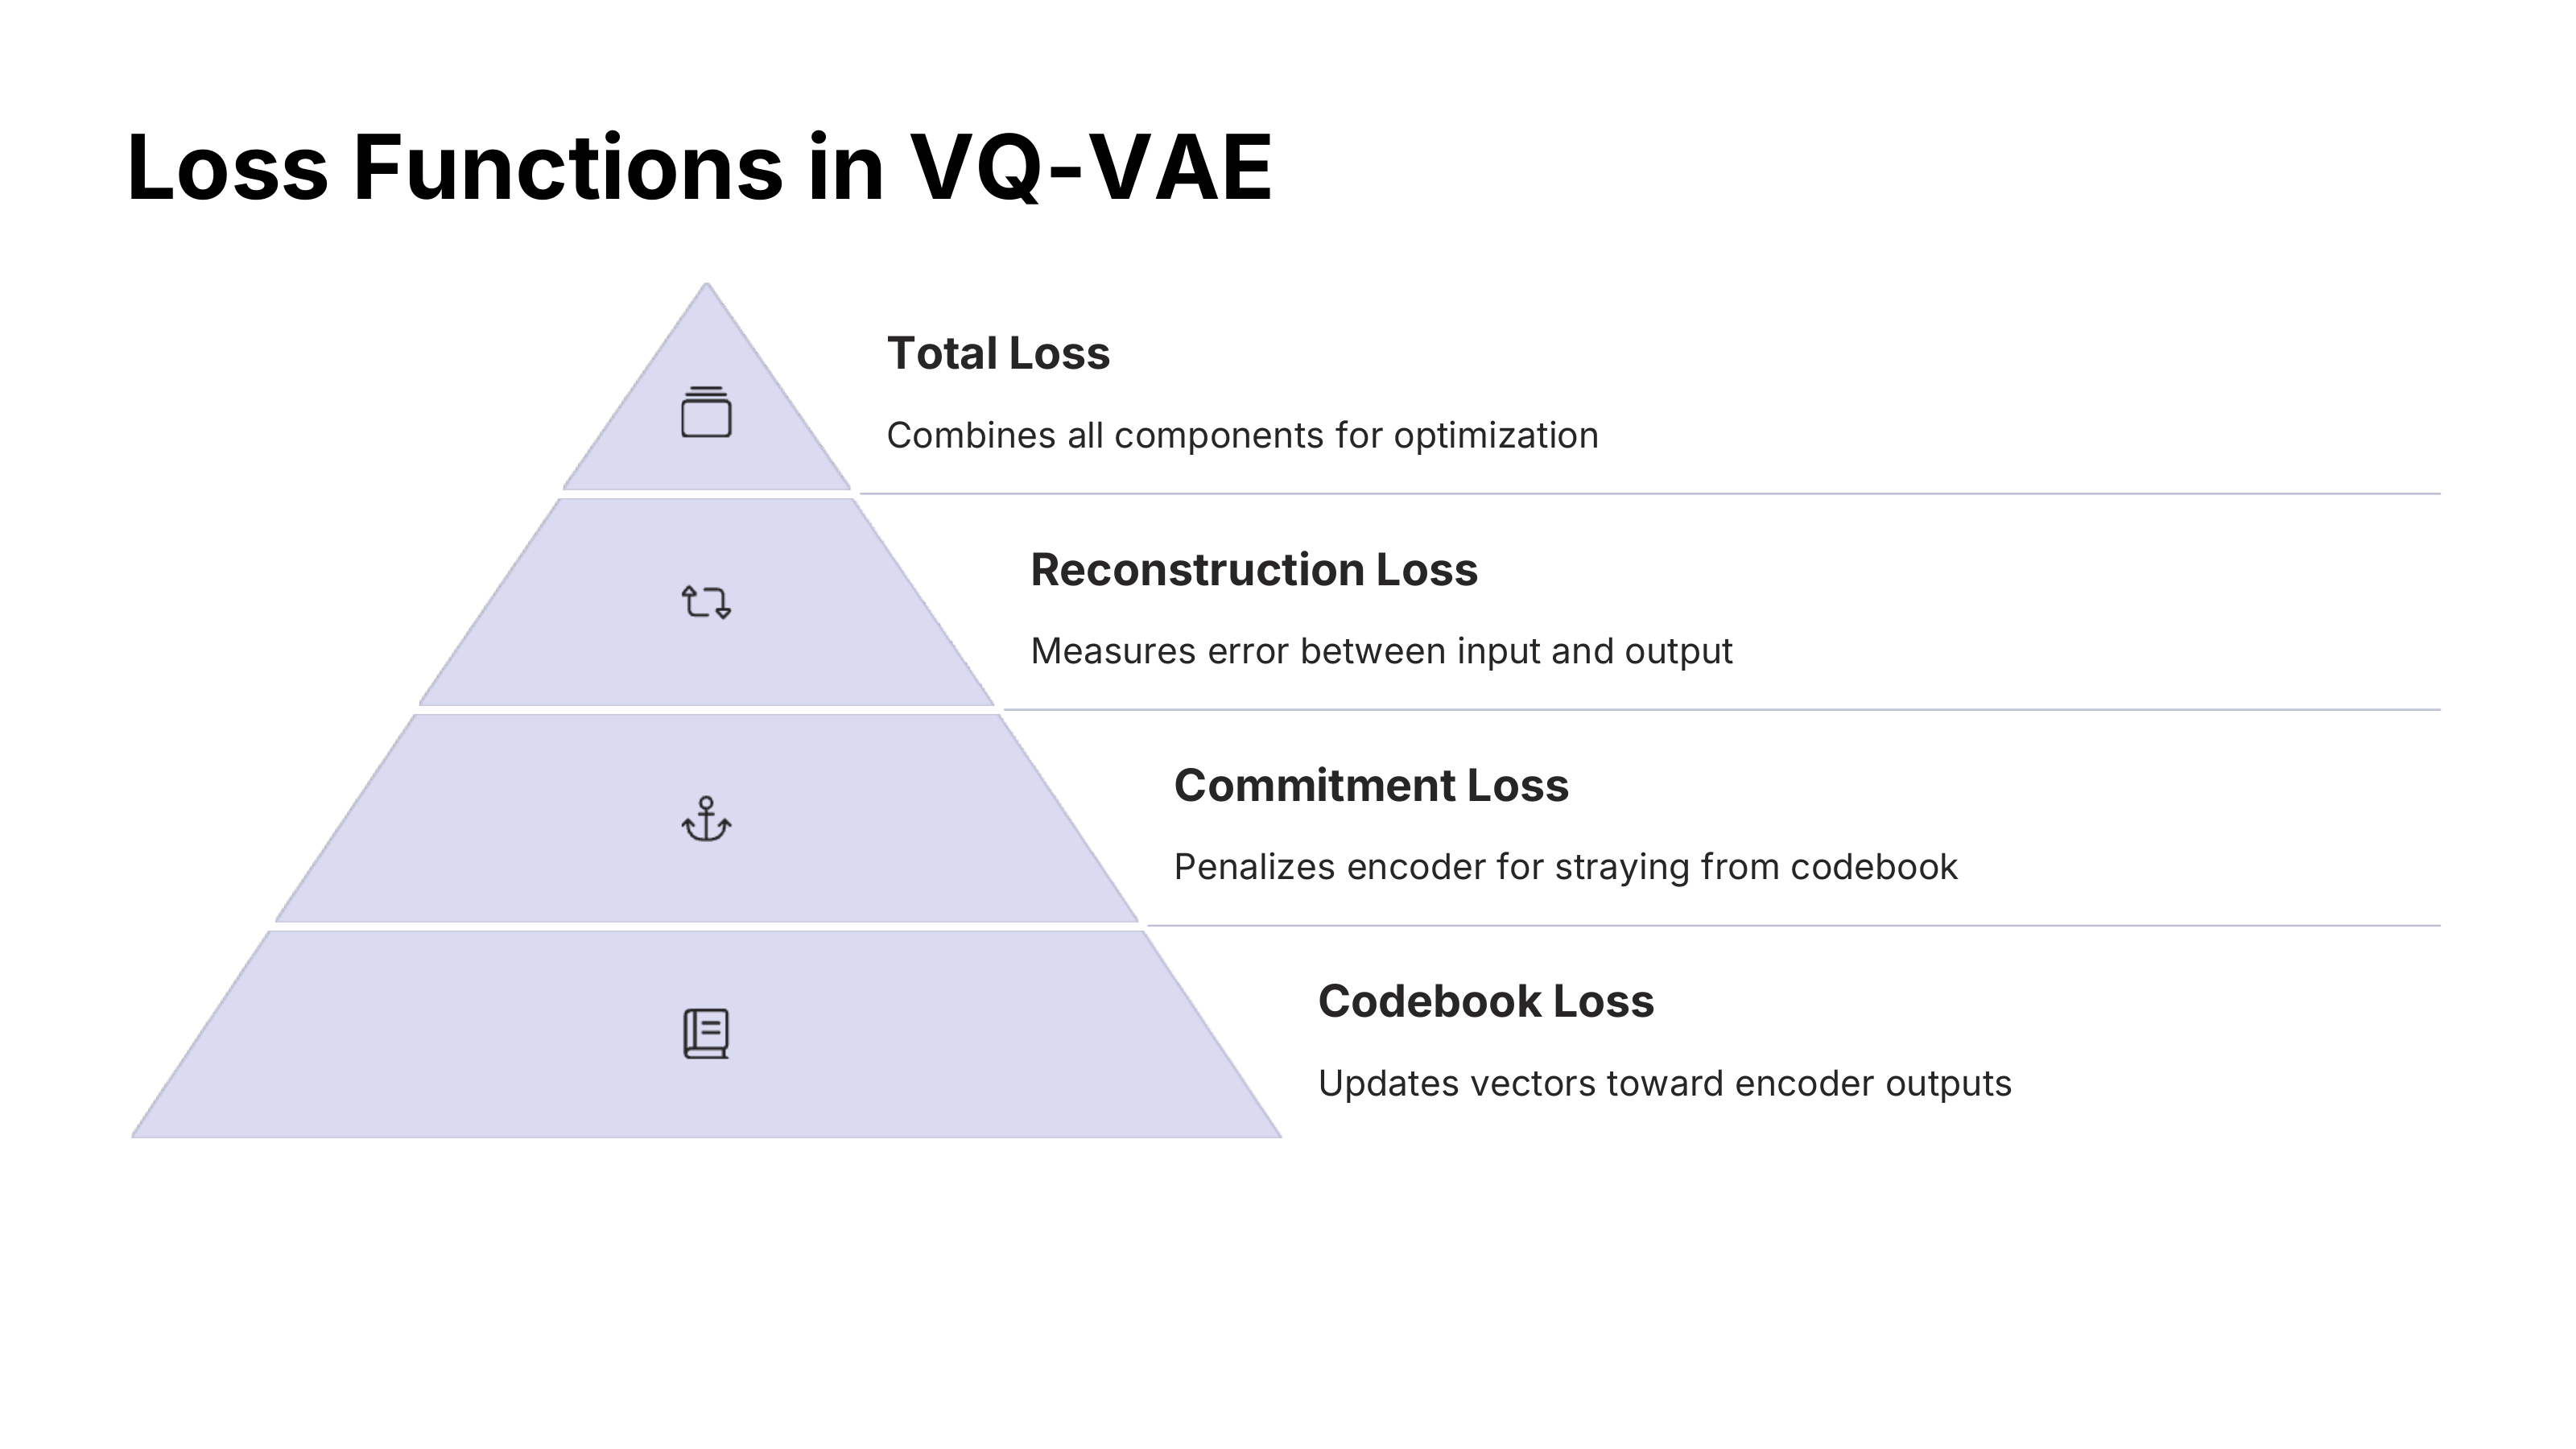 Loss Functions in VQ-VAE
Total Loss
Combines all components for optimization
Reconstruction Loss
Measures error between input and output
Commitment Loss
Penalizes encoder for straying from codebook
Codebook Loss
Updates vectors toward encoder outputs